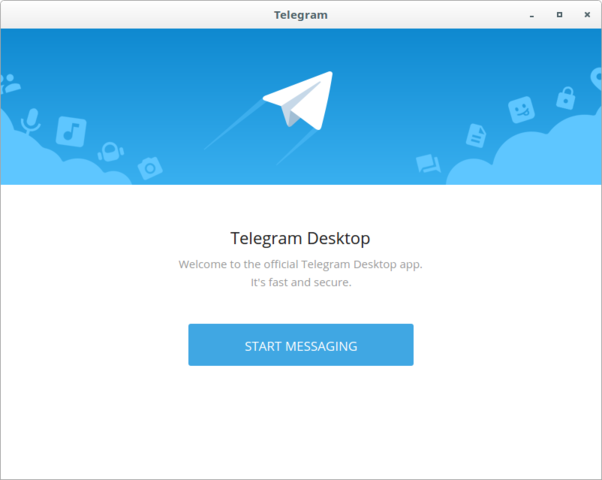 Telegram
Telegram Desktop
Welcome to the official Telegram Desktop app.
It's fast and secure.
START MESSAGING